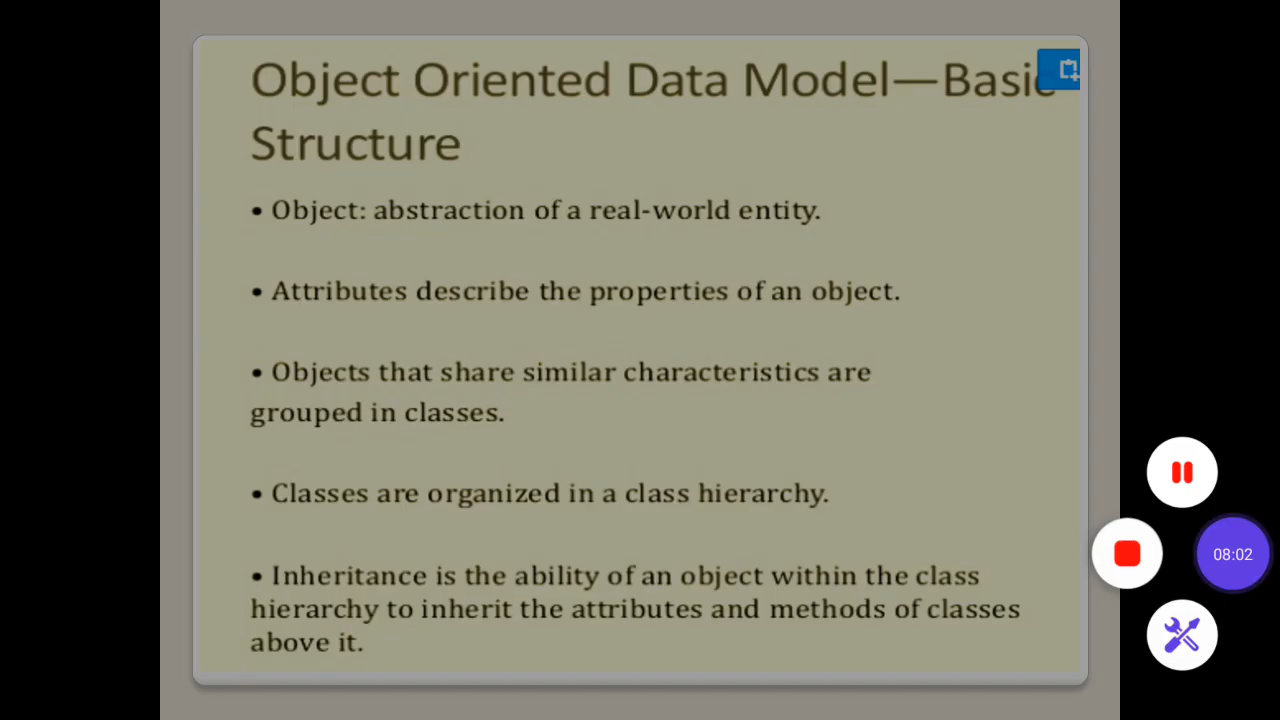 Object Oriented Data Model—Basic
Structure
• Object: abstraction of a real-world entity.
• Attributes describe the properties of an object.
• Objects that share similar characteristics are
grouped in classes.
• Classes are organized in a class hierarchy.
• Inheritance is the ability of an object within the class
hierarchy to inherit the attributes and methods of classes
above it.
08:02